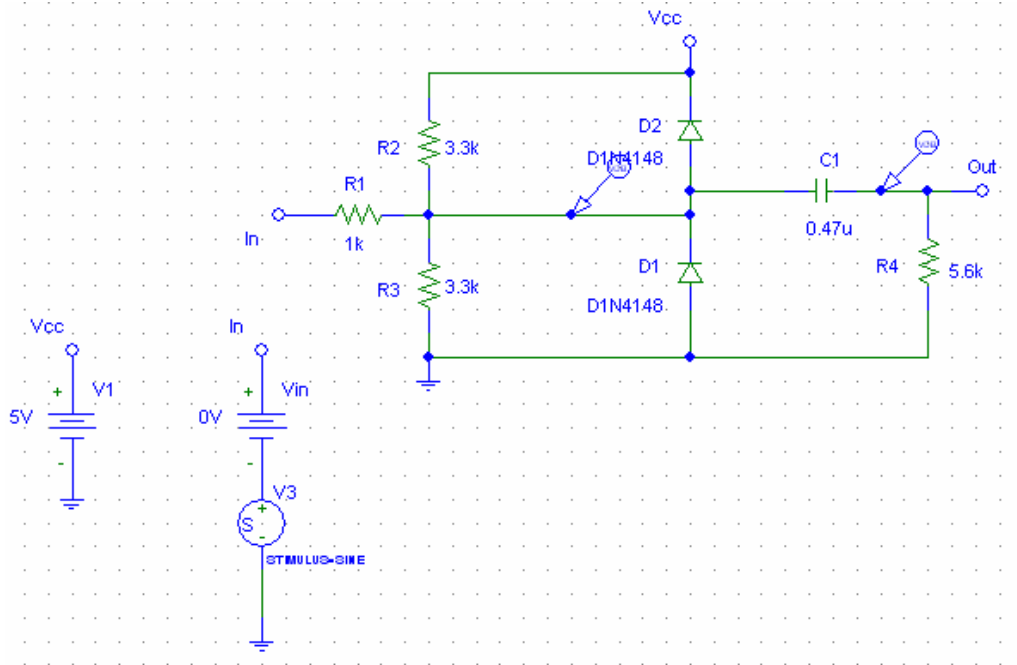 Vcc
D2
R2
3.3k
D1N4148
C1
Out
R1
In
1k
0.47u
D1
R4
5.6k
R3
3.3k
D1N4148
Vcc
In
+
V1
+
Vin
5V
0V
-
-
V3
+
S
-
STIMULUS=SINE